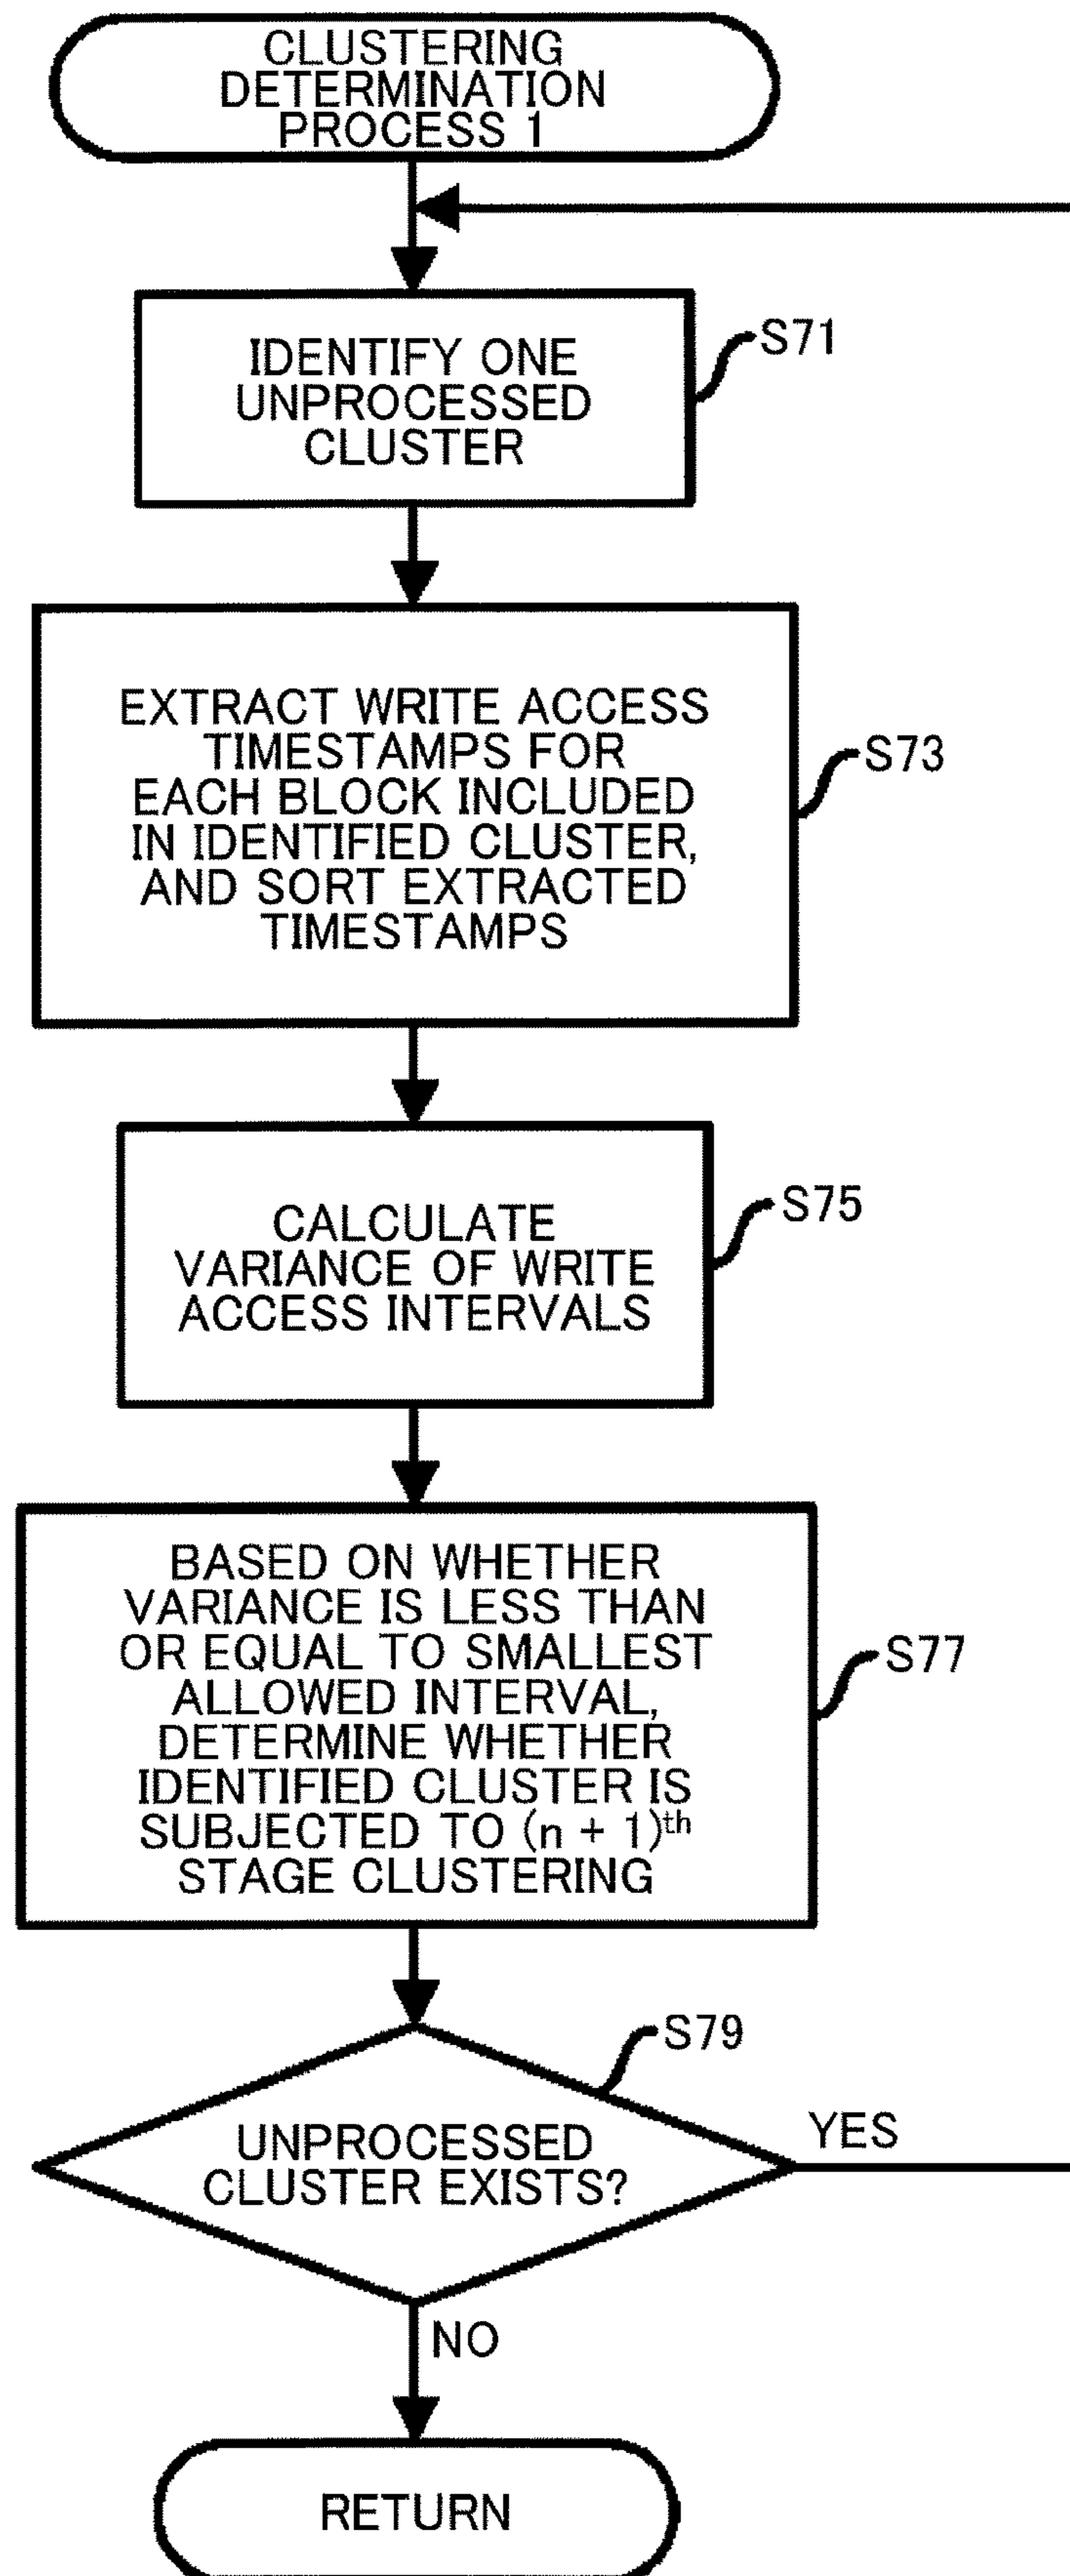 CLUSTERING
DETERMINATION
PROCESS 1
IDENTIFY ONE
UNPROCESSED
CLUSTER
S71
EXTRACT WRITE ACCESS
TIMESTAMPS FOR
EACH BLOCK INCLUDED
IN IDENTIFIED CLUSTER,
AND SORT EXTRACTED
TIMESTAMPS
S73
CALCULATE
VARIANCE OF WRITE
ACCESS INTERVALS
S75
BASED ON WHETHER
VARIANCE IS LESS THAN
OR EQUAL TO SMALLEST
ALLOWED INTERVAL,
DETERMINE WHETHER
IDENTIFIED CLUSTER IS
SUBJECTED TO (n + 1)th
STAGE CLUSTERING
S77
S79
UNPROCESSED
CLUSTER EXISTS?
YES
NO
RETURN